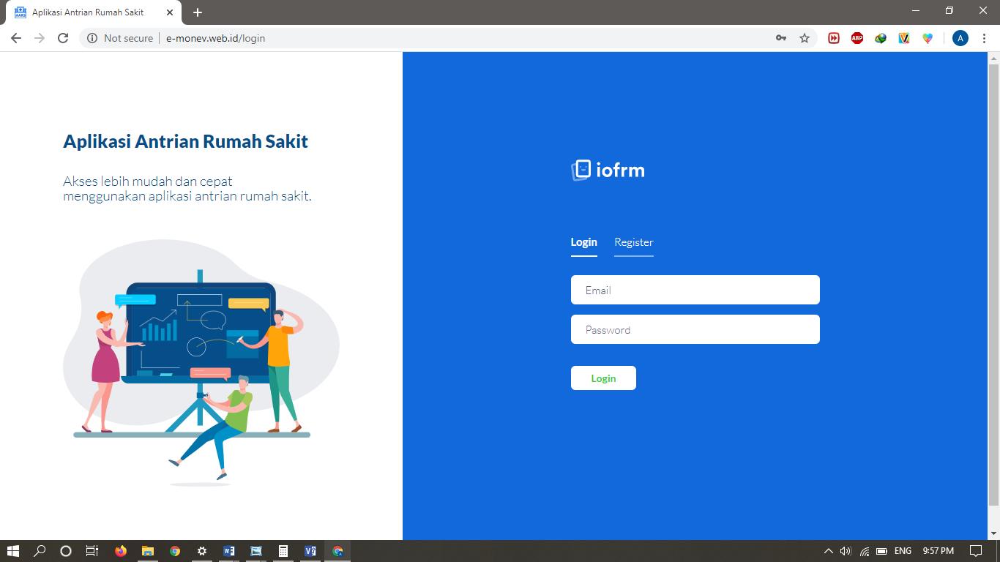 Aplikasi Antrian Rumah Sakit
Not secure
e-monev.web.id/login
ABP
A
Aplikasi Antrian Rumah Sakit
Akses lebih mudah dan cepat
menggunakan aplikasi antrian rumah sakit.
iofrm
Login Register
Email
Password
Login
ENG
9:57 PM